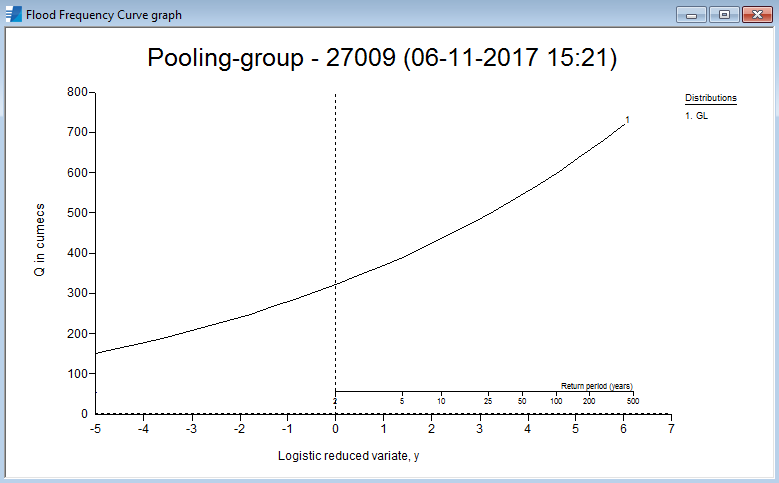 Flood Frequency Curve graph
Pooling-group - 27009 (06-11-2017 15:21)
Distributions
1. GL
1
800
700
600
500
400
300
200
100
0
Q in cumecs
Return period (years)
2 5 10 25 50 100 200 500
-5 -4 -3 -2 -1 0 1 2 3 4 5 6 7
Logistic reduced variate, y